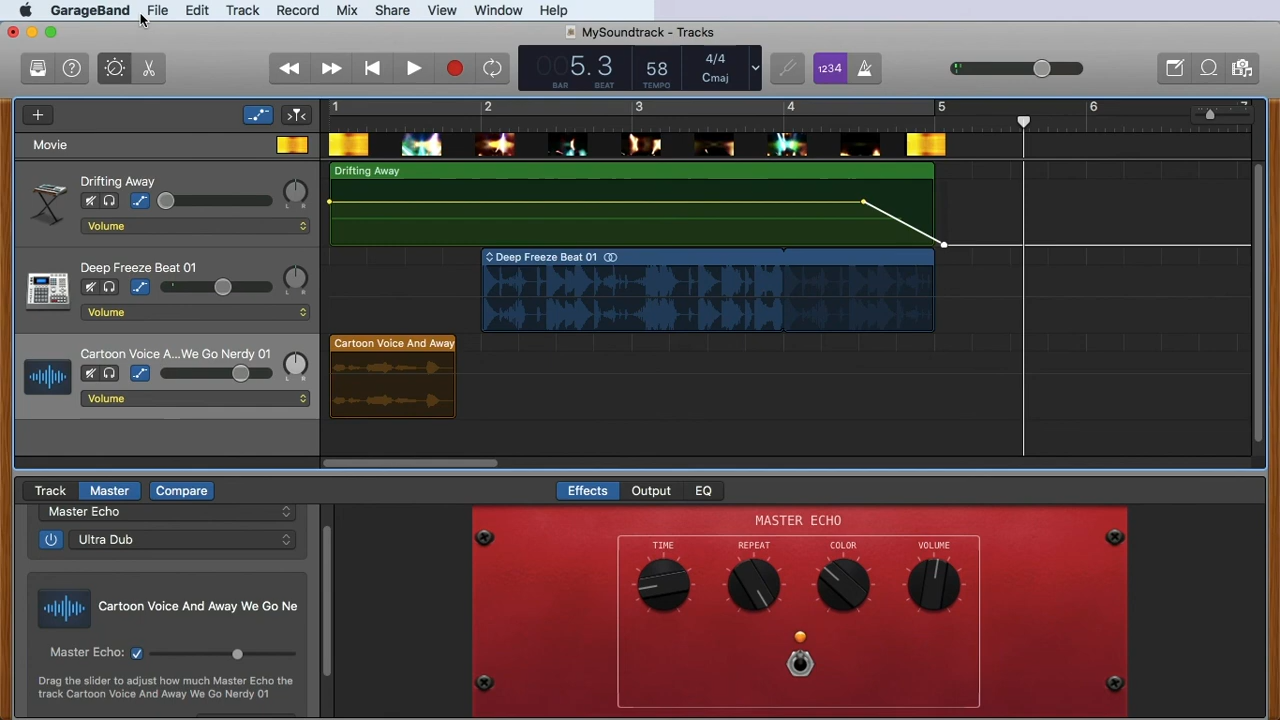 GarageBand File Edit Track Record Mix Share View Window Help
MySoundtrack - Tracks
005.3
BAR BEAT
58
TEMPO
4/4
Cmaj
1234
1 2 3 4 5 6 7
Movie
Drifting Away
L R
Volume
Drifting Away
Deep Freeze Beat 01
L R
Volume
Deep Freeze Beat 01
Cartoon Voice A...We Go Nerdy 01
L R
Volume
Cartoon Voice And Away
Track Master Compare
Effects Output EQ
Master Echo
Ultra Dub
Cartoon Voice And Away We Go Ne
Master Echo:
Drag the slider to adjust how much Master Echo the
track Cartoon Voice And Away We Go Nerdy 01
MASTER ECHO
TIME REPEAT COLOR VOLUME